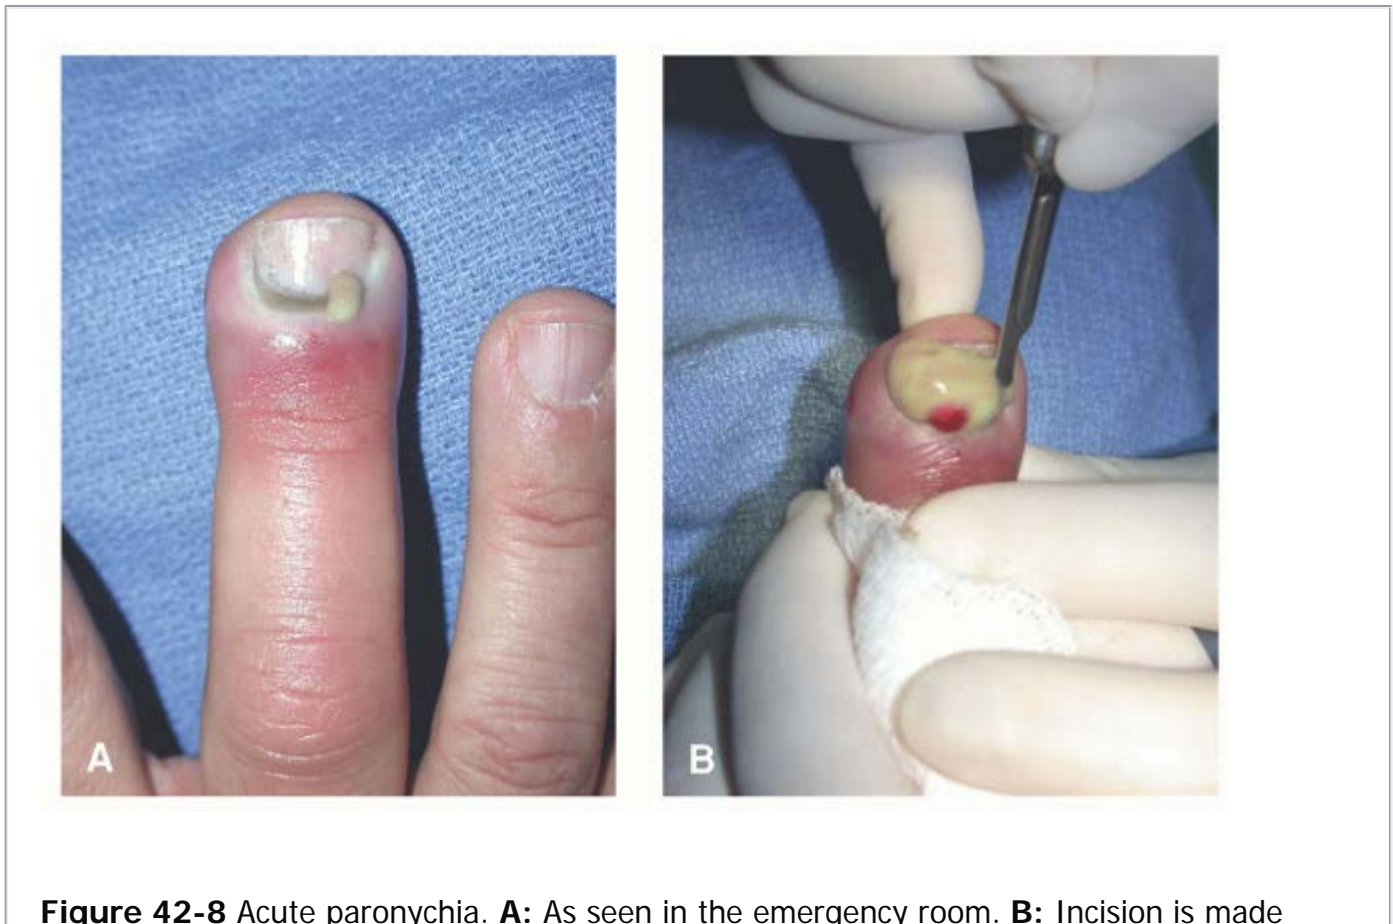 A
B
Figure 42-8 Acute paronychia. A: As seen in the emergency room. B: Incision is made